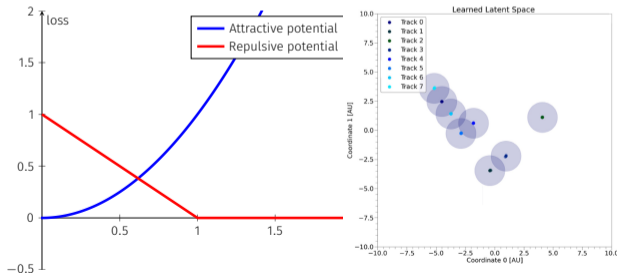 2
loss
Attractive potential
Repulsive potential
1.5
1
0.5
0
0.5
1
1.5
−0.5
Learned Latent Space
10.0
7.5
5.0
2.5
0.0
−2.5
−5.0
−7.5
−10.0
Track 0
Track 1
Track 2
Track 3
Track 4
Track 5
Track 6
Track 7
Coordinate 1 [AU]
−10.0 −7.5 −5.0 −2.5 0.0 2.5 5.0 7.5 10.0
Coordinate 0 [AU]